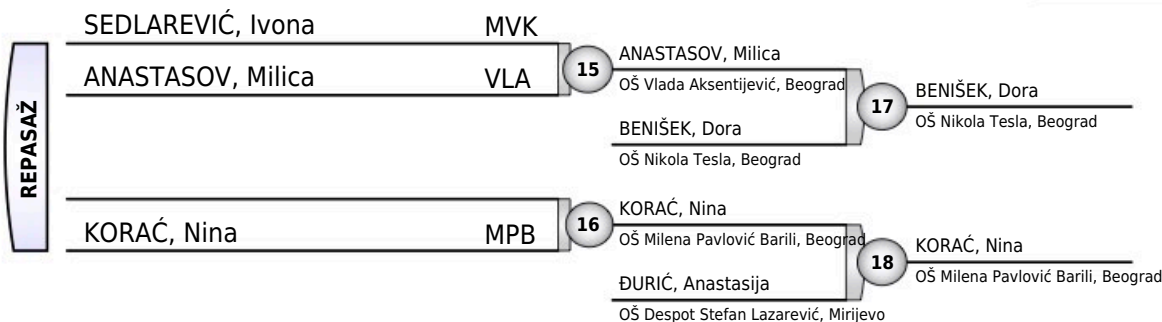 REPASAŽ
SEDLAREVIĆ, Ivona MVK
ANASTASOV, Milica VLA
15
ANASTASOV, Milica
OŠ Vlada Aksentijević, Beograd
BENIŠEK, Dora
OŠ Nikola Tesla, Beograd
17
BENIŠEK, Dora
OŠ Nikola Tesla, Beograd
KORAĆ, Nina MPB
16
KORAĆ, Nina
OŠ Milena Pavlović Barili, Beograd
ĐURIĆ, Anastasija
OŠ Despot Stefan Lazarević, Mirijevo
18
KORAĆ, Nina
OŠ Milena Pavlović Barili, Beograd